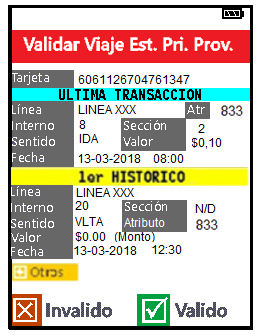 Validar Viaje Est. Pri. Prov.
Tarjeta 6061126704761347
ULTIMA TRANSACCION
Línea LINEA XXX Atr 833
Interno 8 Sección 2
Sentido IDA Valor $0,10
Fecha 13-03-2018 08:00
1er HISTORICO
Línea LINEA XXX
Interno 20 Sección N/D
Sentido VLTA Atributo 833
Valor $0.00 (Monto)
Fecha 13-03-2018 12:30
Otros
Invalido Valido